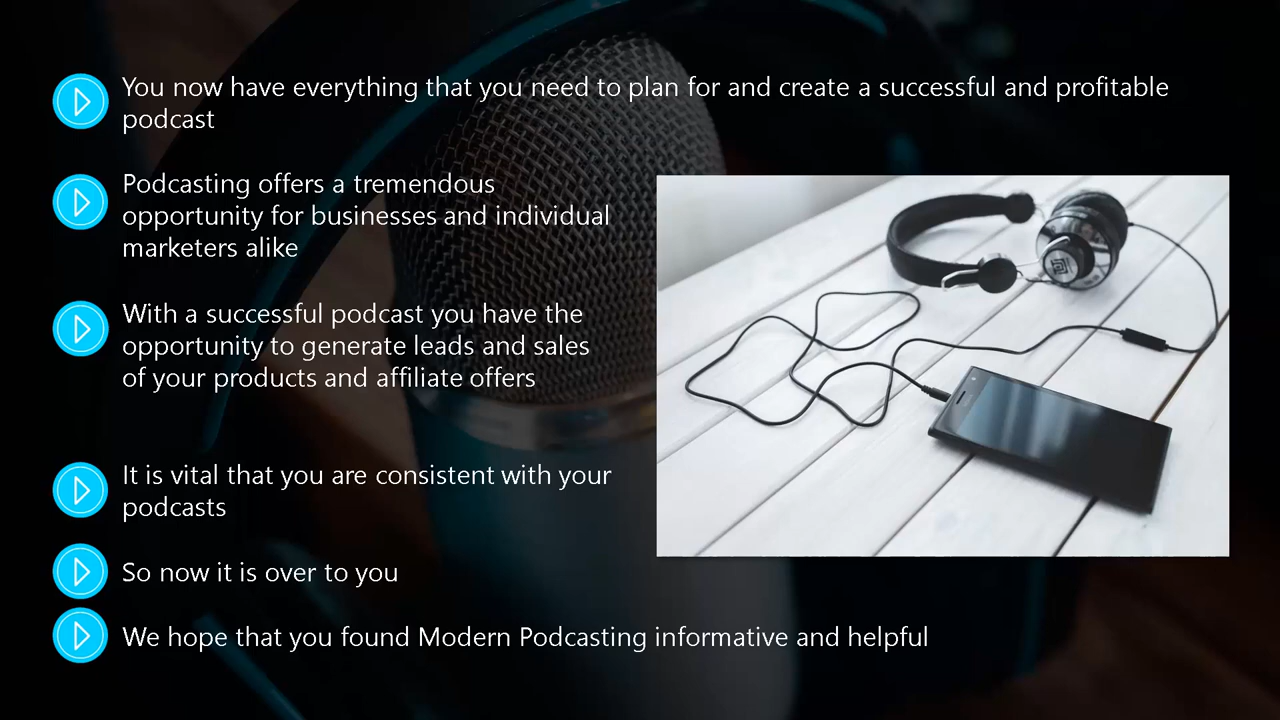 You now have everything that you need to plan for and create a successful and profitable
podcast
Podcasting offers a tremendous
opportunity for businesses and individual
marketers alike
With a successful podcast you have the
opportunity to generate leads and sales
of your products and affiliate offers
It is vital that you are consistent with your
podcasts
So now it is over to you
We hope that you found Modern Podcasting informative and helpful